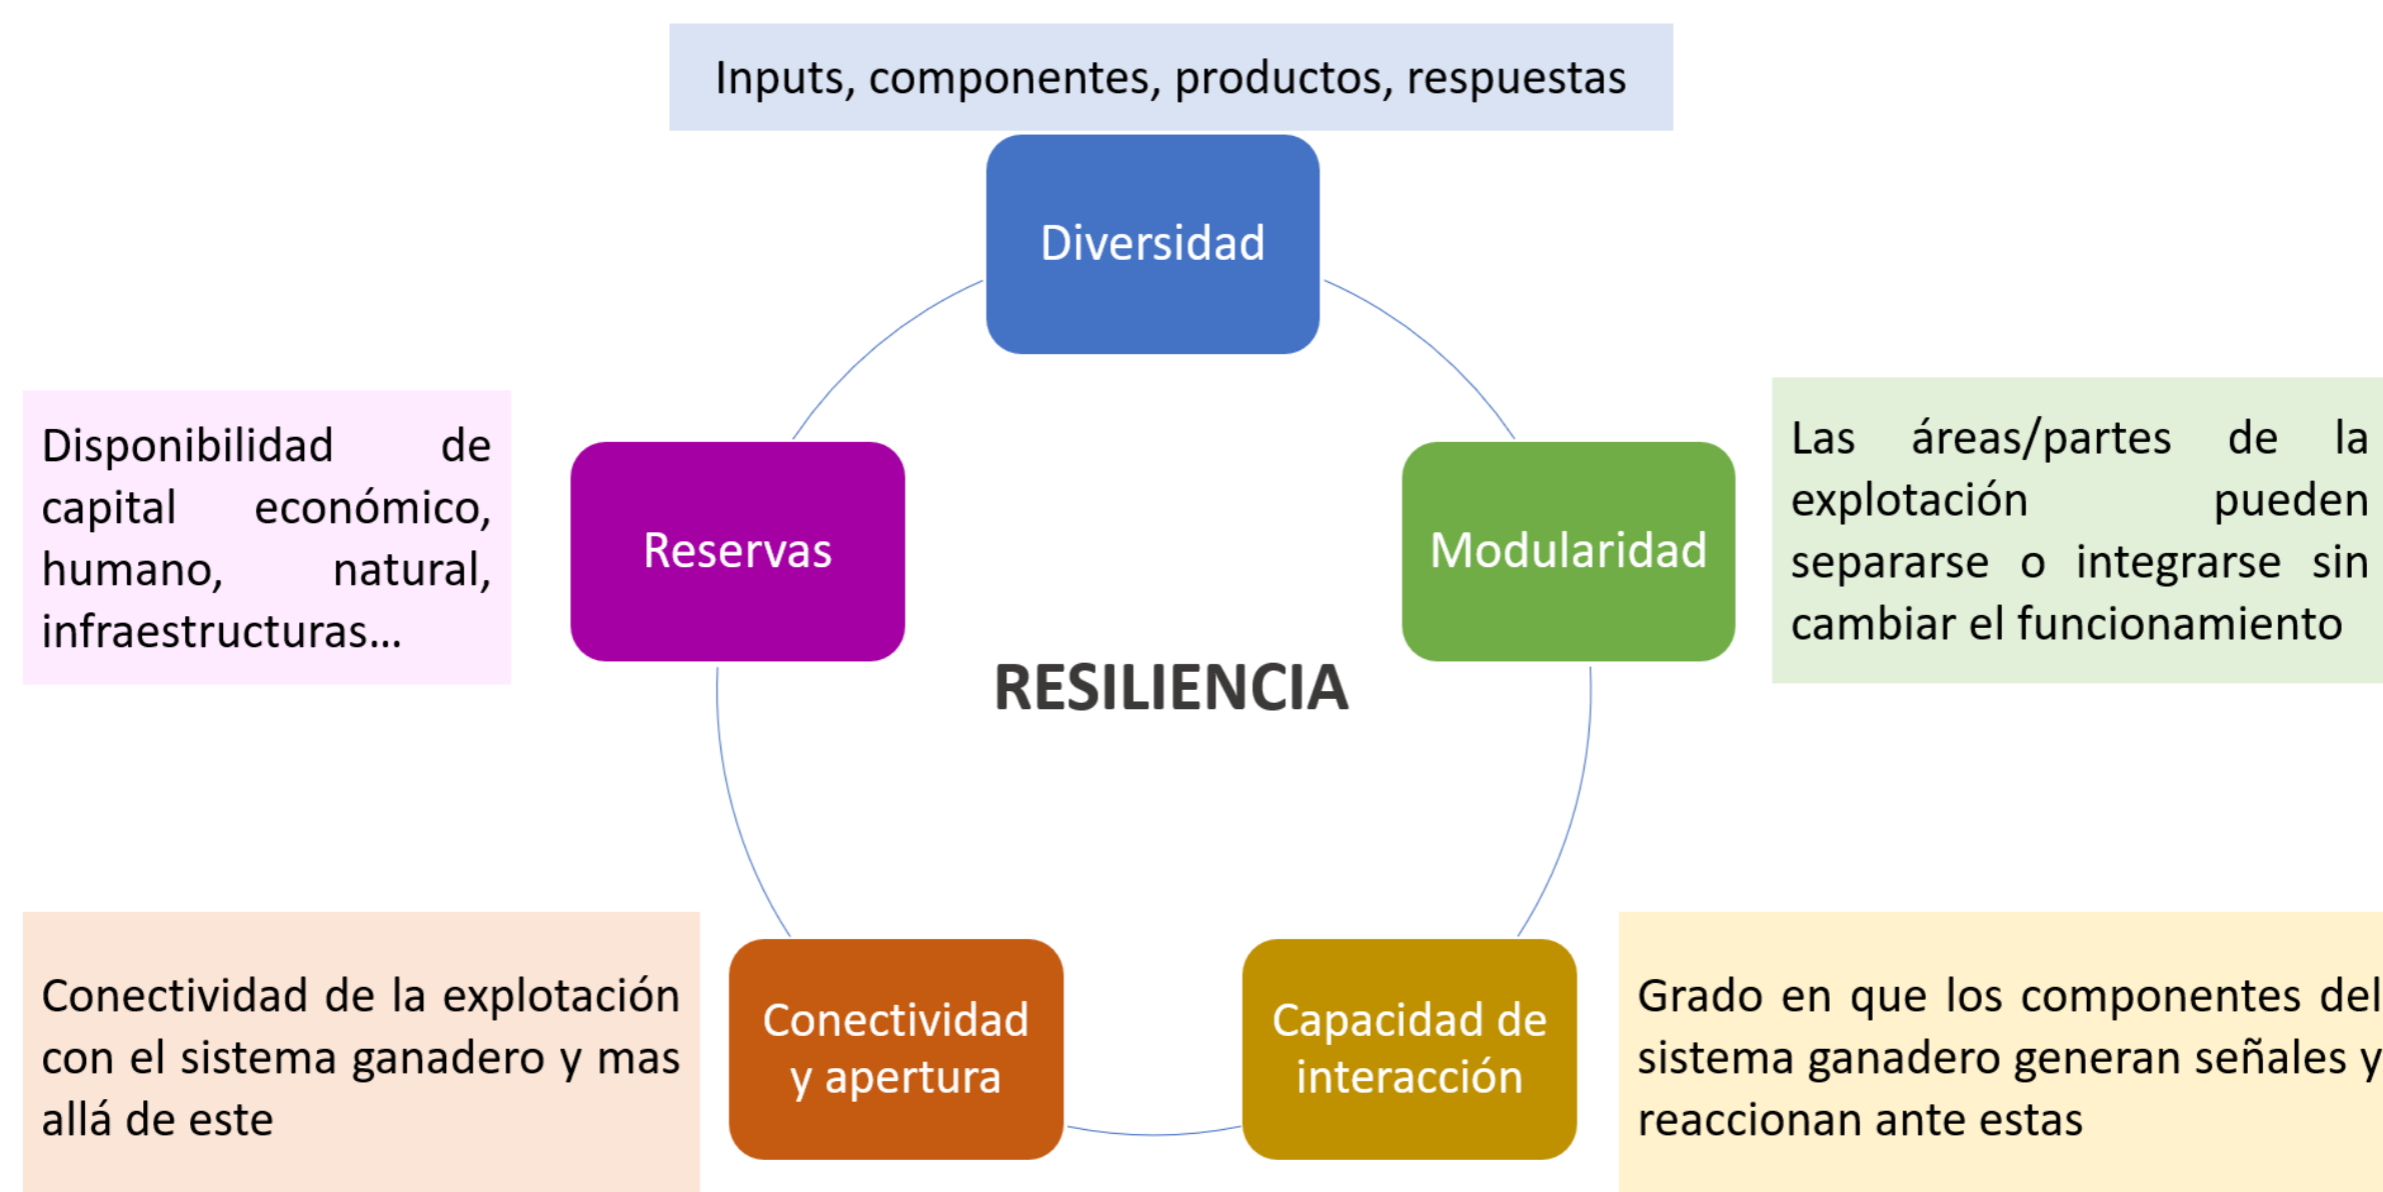 Inputs, componentes, productos, respuestas
Diversidad
Disponibilidad de
capital económico,
humano, natural,
infraestructuras...
Reservas
Modularidad
Las áreas/partes de la
explotación pueden
separarse o integrarse sin
cambiar el funcionamiento
RESILIENCIA
Conectividad de la explotación
con el sistema ganadero y mas
allá de este
Conectividad
y apertura
Capacidad de
interacción
Grado en que los componentes del
sistema ganadero generan señales y
reaccionan ante estas